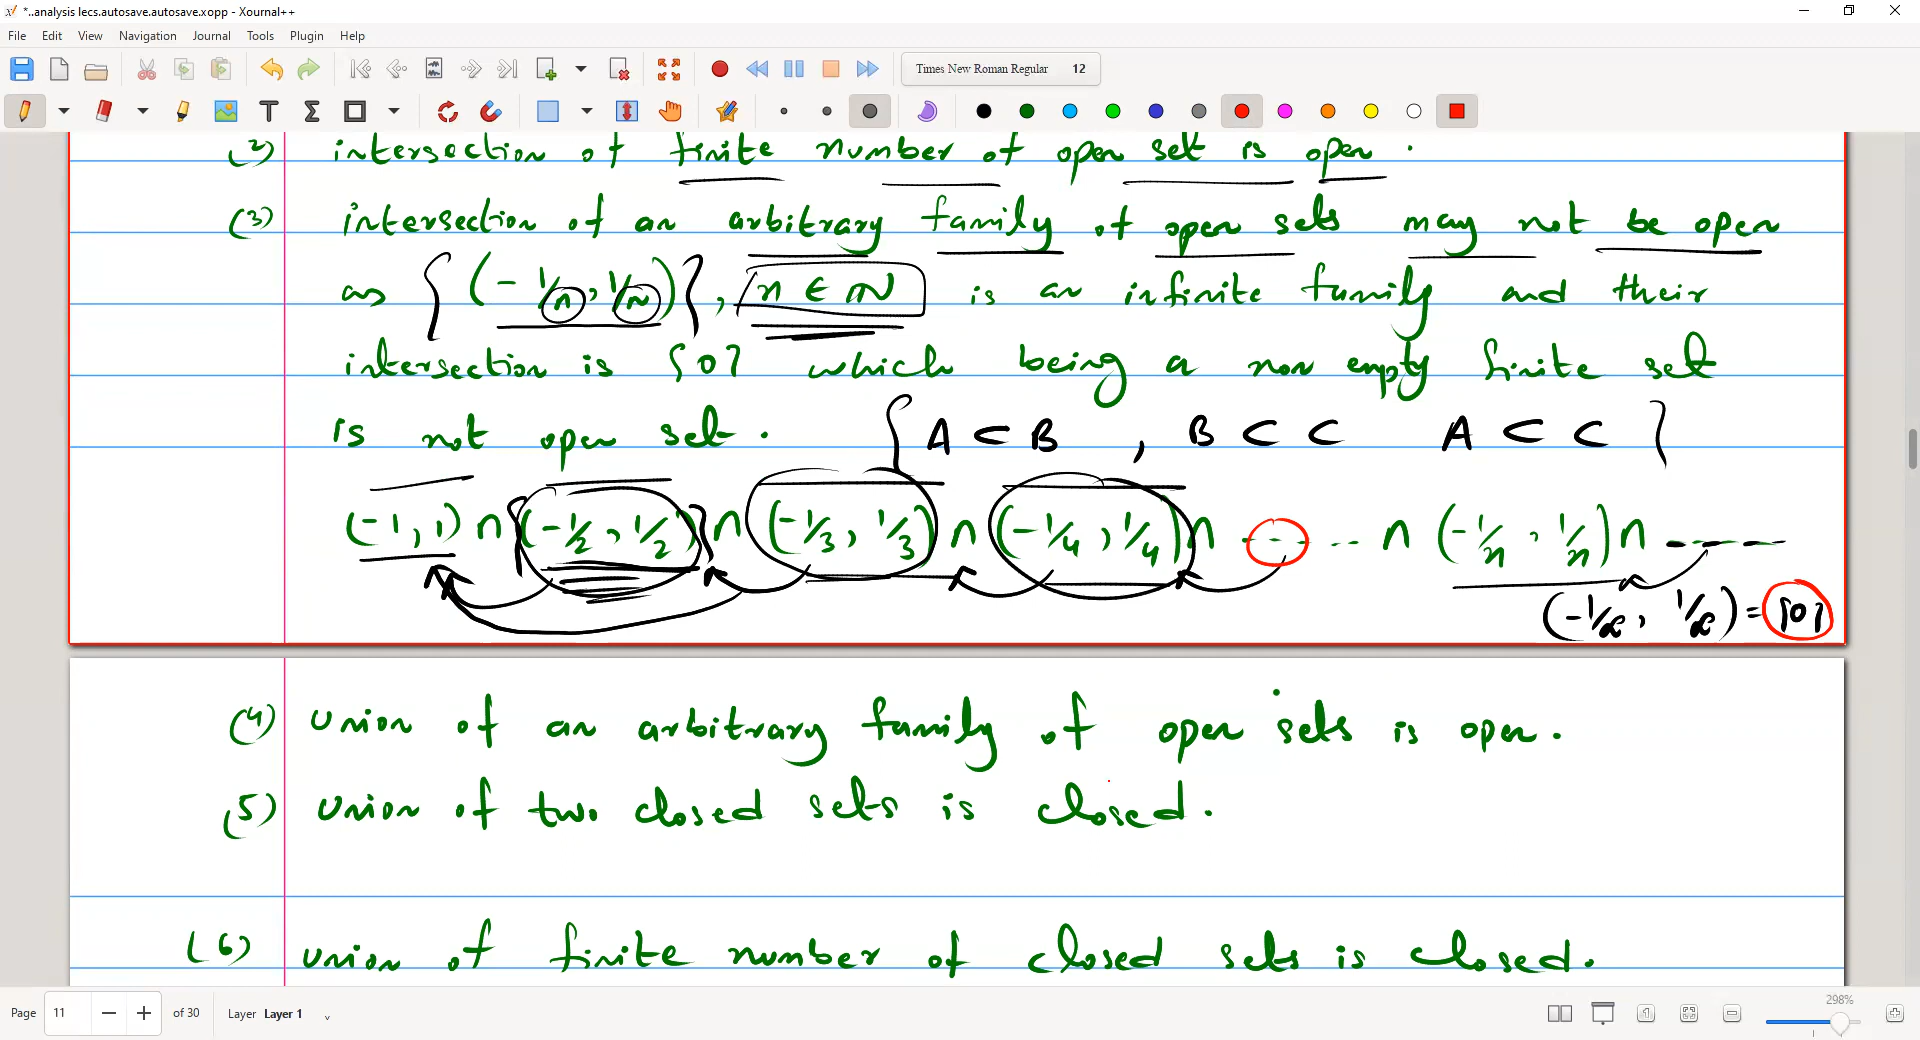 *..analysis lecs.autosave.autosave.xopp - Xournal++
File Edit View Navigation Journal Tools Plugin Help
Times New Roman Regular 12
(2) intersection of finite number of open set is open.
(3) intersection of an arbitrary family of open sets may not be open
as {(-1/n, 1/n)}, n ∈ N is an infinite family and their
intersection is {0} which being a non empty finite set
is not open set. {A ⊂ B , B ⊂ C A ⊂ C}
(-1, 1) ∩ {(-1/2, 1/2)} ∩ (-1/3, 1/3) ∩ (-1/4, 1/4) ∩ ----- ∩ (-1/n, 1/n) ∩ ----
(-1/∞, 1/∞) = {0}
(4) union of an arbitrary family of open sets is open.
(5) union of two closed sets is closed.
(6) union of finite number of closed sets is closed.
Page 11 of 30 Layer Layer 1 298%